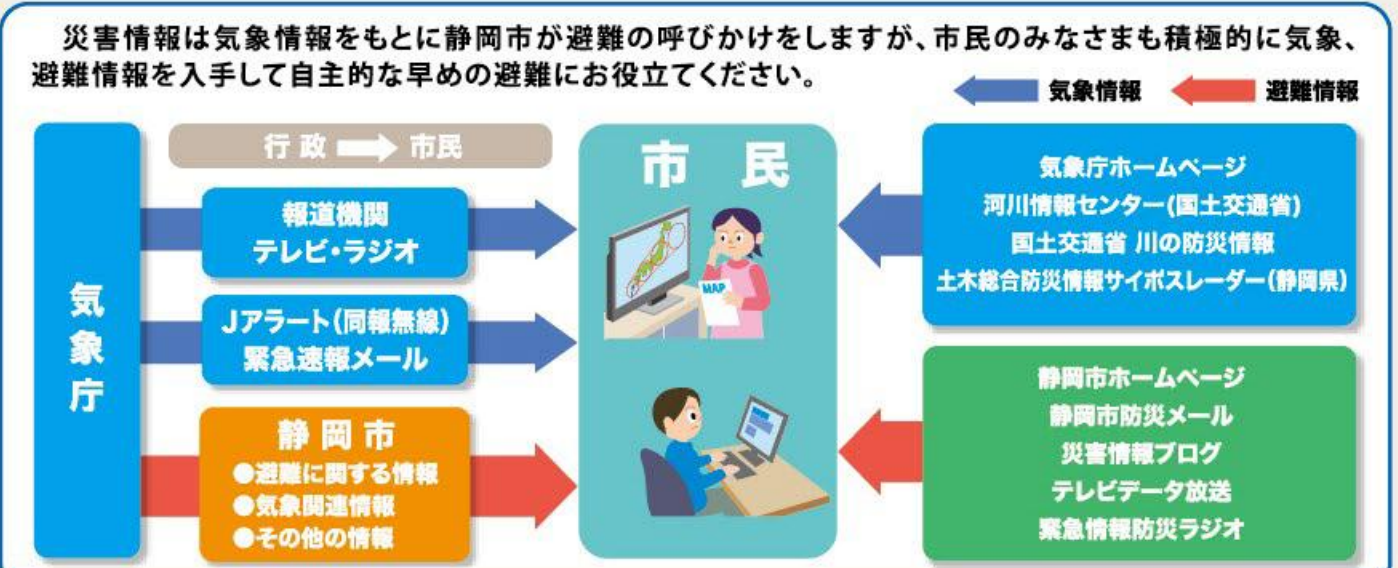 災害情報は気象情報をもとに静岡市が避難の呼びかけをしますが、市民のみなさまも積極的に気象、
避難情報を入手して自主的な早めの避難にお役立てください。
気象情報
避難情報
気象庁
行政 市民
報道機関
テレビ・ラジオ
Jアラート(同報無線)
緊急速報メール
静岡市
●避難に関する情報
●気象関連情報
●その他の情報
市民
MAP
気象庁ホームページ
河川情報センター(国土交通省)
国土交通省 川の防災情報
土木総合防災情報サイポスレーダー(静岡県)
静岡市ホームページ
静岡市防災メール
災害情報ブログ
テレビデータ放送
緊急情報防災ラジオ